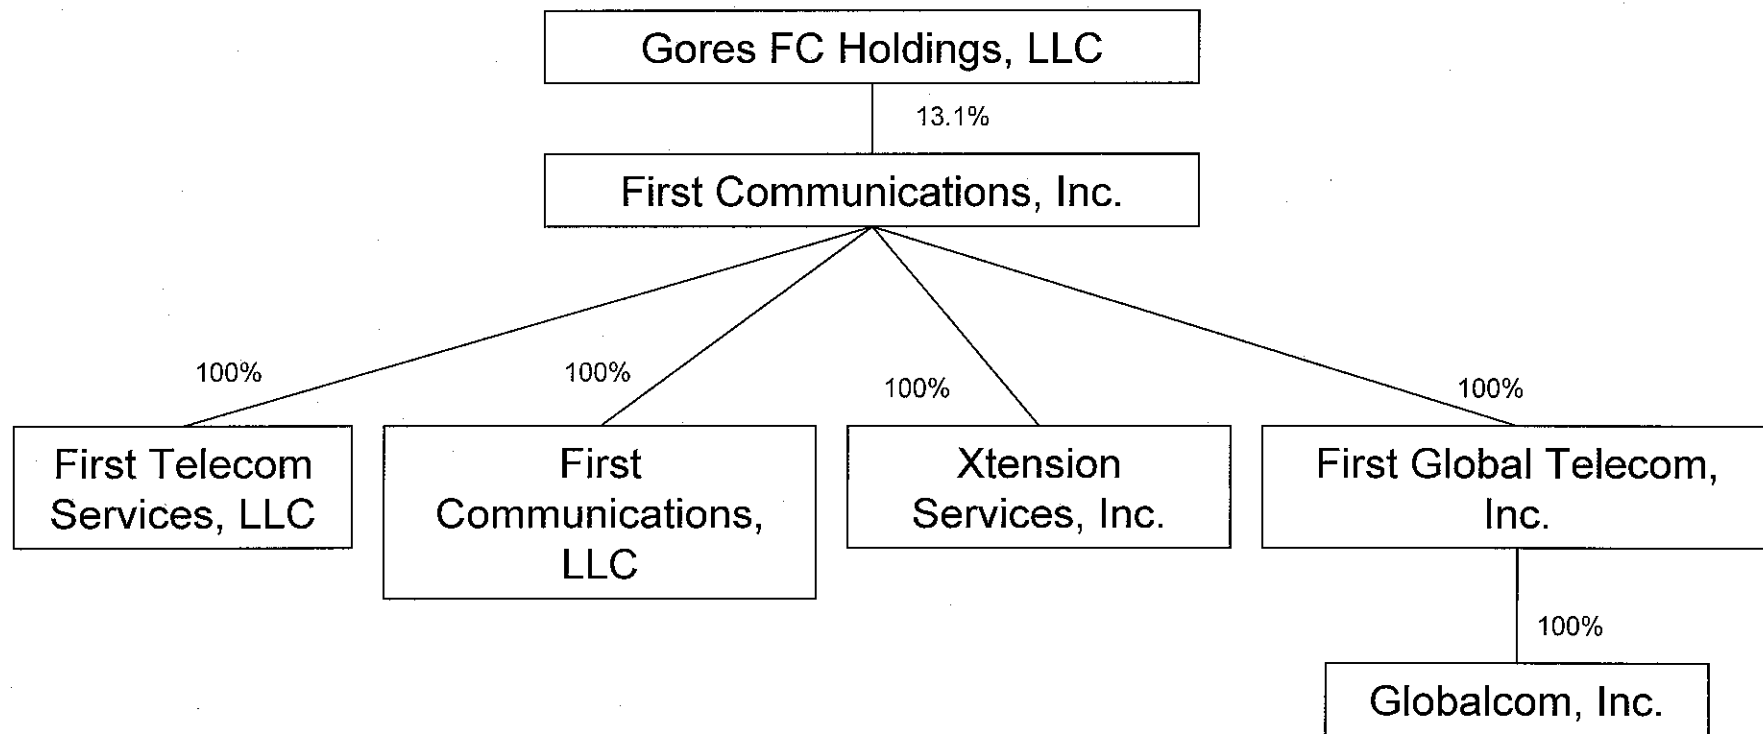 Gores FC Holdings, LLC
13.1%
First Communications, Inc.
100%
100%
100%
100%
First Telecom
Services, LLC
First
Communications,
LLC
Xtension
Services, Inc.
First Global Telecom,
Inc.
100%
Globalcom, Inc.